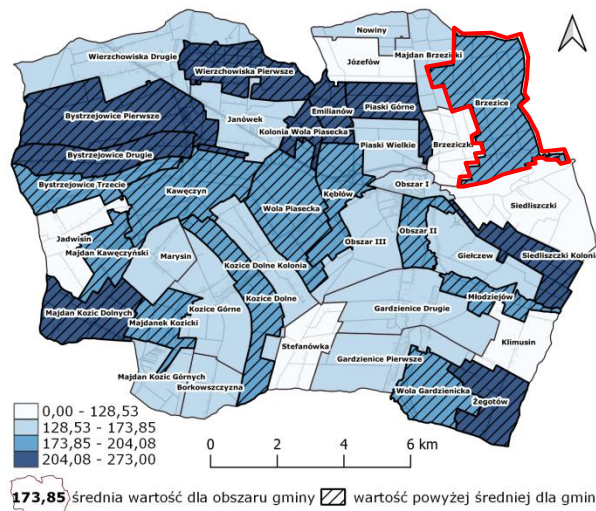 Nowiny
Wierzchowiska Drugie
Majdan Brzezicki
Józefów
Wierzchowiska Pierwsze
Brzezice
Bystrzejowice Pierwsze
Emilianów
Piaski Górne
Janówek
Kolonia Wola Piasecka
Piaski Wielkie
Brzeziczki
Bystrzejowice Drugie
Bystrzejowice Trzecie
Kawęczyn
Kębłów
Obszar I
Siedliszczki
Wola Piasecka
Jadwisin
Majdan Kawęczyński
Marysin
Kozice Dolne Kolonia
Obszar III
Obszar II
Giełczew
Siedliszczki Kolonia
Kozice Dolne
Młodziejów
Majdan Kozic Dolnych
Majdanek Kozicki
Kozice Górne
Gardzienice Drugie
Stefanówka
Klimusin
Gardzienice Pierwsze
Majdan Kozic Górnych
Borkowszczyzna
Wola Gardzienicka
Żegotów
0,00 - 128,53
128,53 - 173,85
173,85 - 204,08
204,08 - 273,00
0 2 4 6 km
173,85 średnia wartość dla obszaru gminy wartość powyżej średniej dla gmin